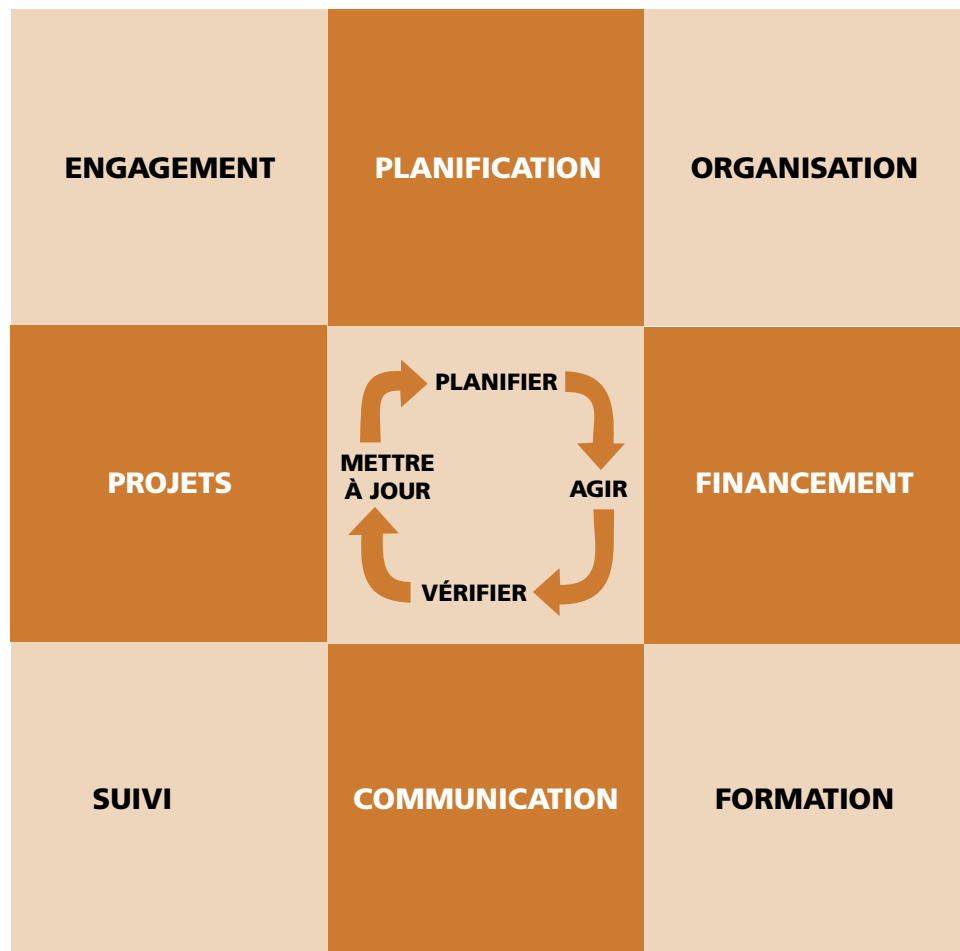 ENGAGEMENT
PLANIFICATION
ORGANISATION
PROJETS
PLANIFIER
METTRE
À JOUR
AGIR
VÉRIFIER
FINANCEMENT
SUIVI
COMMUNICATION
FORMATION